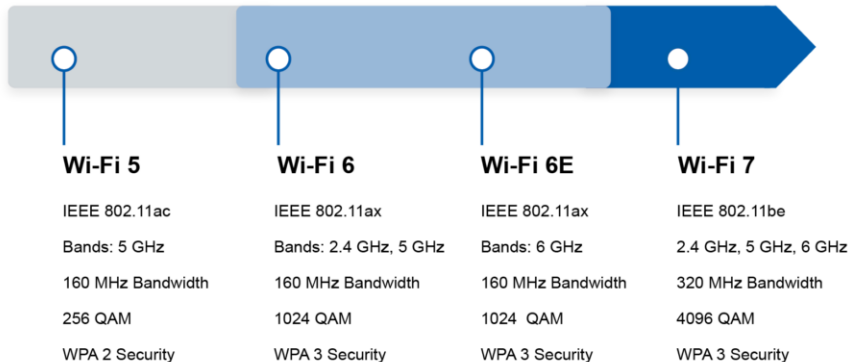 Wi-Fi 5
IEEE 802.11ac
Bands: 5 GHz
160 MHz Bandwidth
256 QAM
WPA 2 Security
Wi-Fi 6
IEEE 802.11ax
Bands: 2.4 GHz, 5 GHz
160 MHz Bandwidth
1024 QAM
WPA 3 Security
Wi-Fi 6E
IEEE 802.11ax
Bands: 6 GHz
160 MHz Bandwidth
1024 QAM
WPA 3 Security
Wi-Fi 7
IEEE 802.11be
2.4 GHz, 5 GHz, 6 GHz
320 MHz Bandwidth
4096 QAM
WPA 3 Security